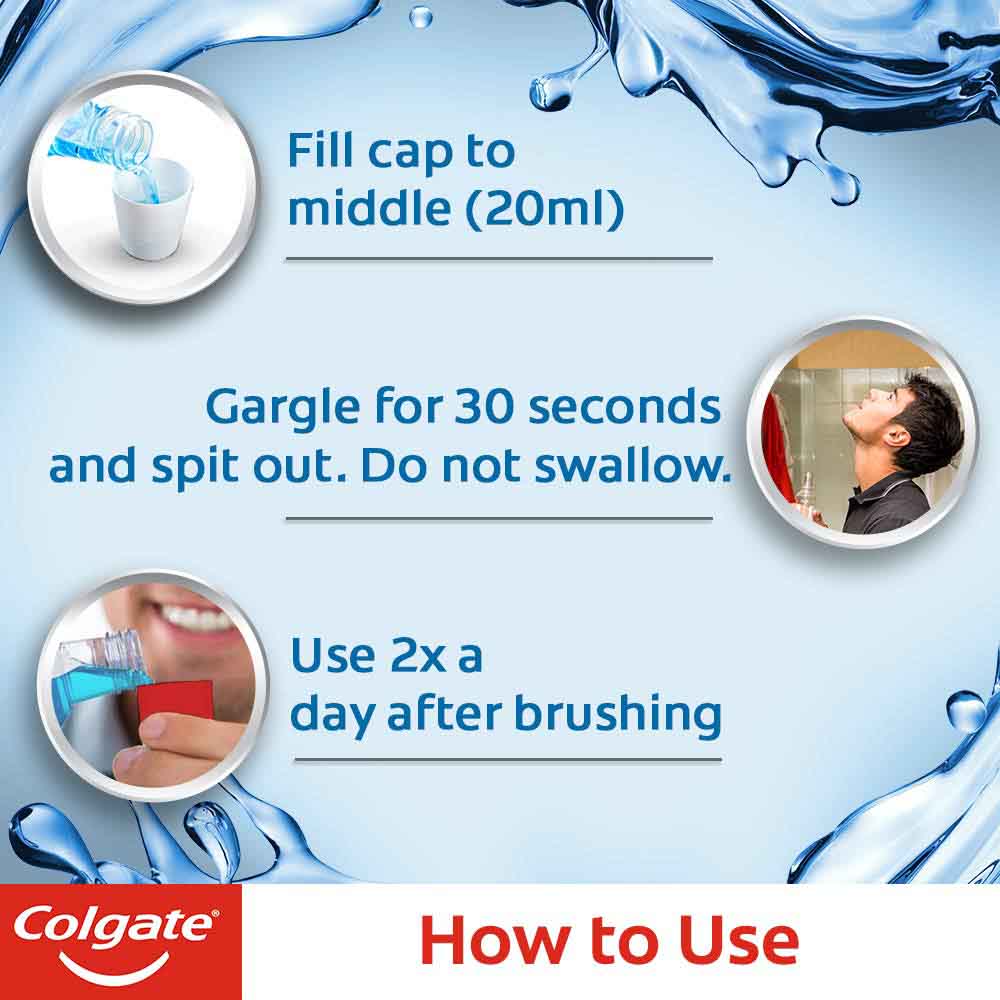 Fill cap to
middle (20ml)
Gargle for 30 seconds
and spit out. Do not swallow.
Use 2x a
day after brushing
Colgate®
How to Use